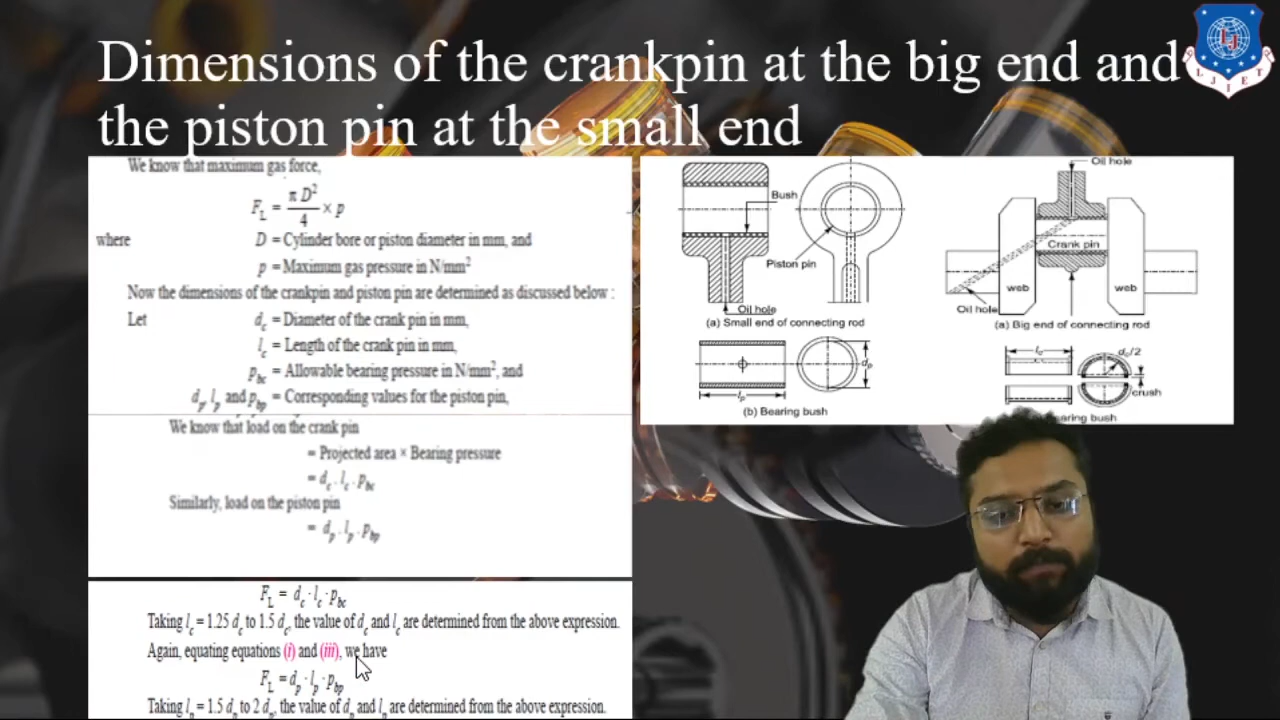 Dimensions of the crankpin at the big end and
the piston pin at the small end
LJIET
We know that maximum gas force,
F_L = π D² / 4 × p
where D = Cylinder bore or piston diameter in mm, and
p = Maximum gas pressure in N/mm²
Now the dimensions of the crankpin and piston pin are determined as discussed below :
Let d_c = Diameter of the crank pin in mm,
l_c = Length of the crank pin in mm,
p_bc = Allowable bearing pressure in N/mm², and
d_p, l_p and p_bp = Corresponding values for the piston pin,
We know that load on the crank pin
= Projected area × Bearing pressure
= d_c . l_c . p_bc
Similarly, load on the piston pin
= d_p . l_p . p_bp
F_L = d_c · l_c · p_bc
Taking l_c = 1.25 d_c to 1.5 d_c, the value of d_c and l_c are determined from the above expression.
Again, equating equations (i) and (iii), we have
F_L = d_p · l_p · p_bp
Taking l_p = 1.5 d_p to 2 d_p, the value of d_p and l_p are determined from the above expression.
Bush
Piston pin
Oil hole
(a) Small end of connecting rod
l_p
d_p
(b) Bearing bush
Oil hole
Crank pin
web
web
Oil hole
(a) Big end of connecting rod
l_c
d_c/2
crush
bush